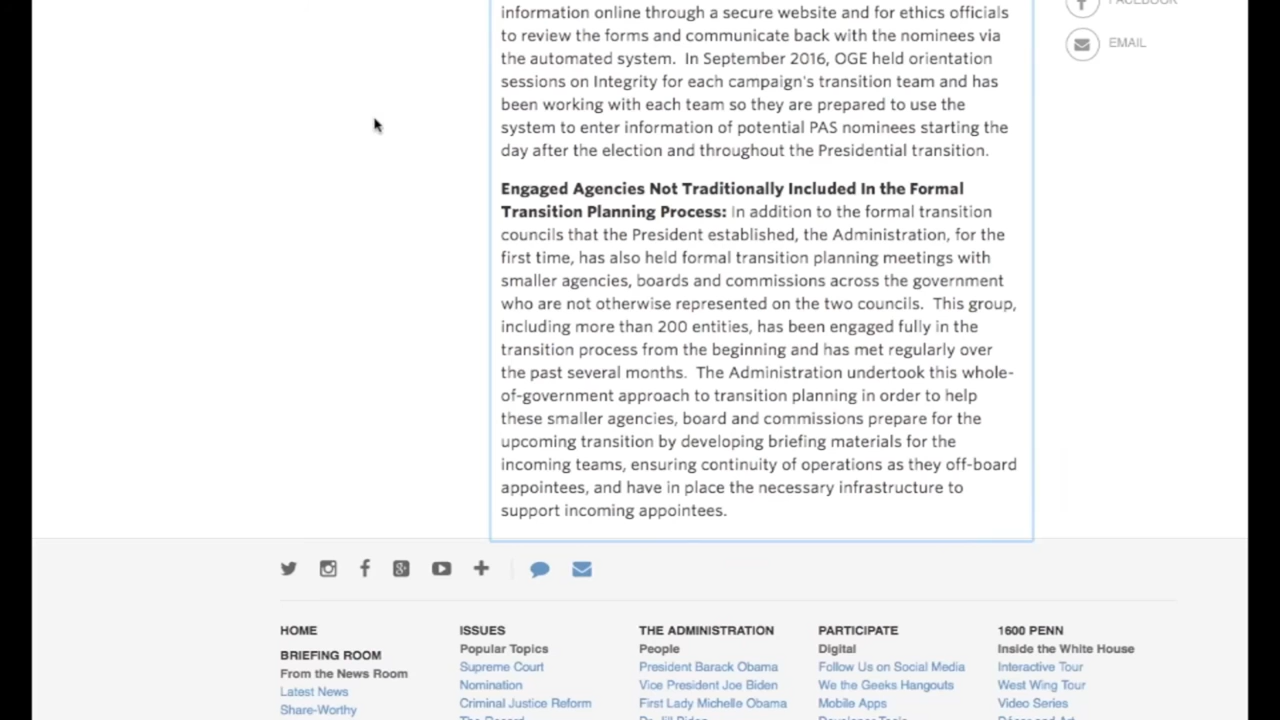 information online through a secure website and for ethics officials
to review the forms and communicate back with the nominees via
the automated system.  In September 2016, OGE held orientation
sessions on Integrity for each campaign's transition team and has
been working with each team so they are prepared to use the
system to enter information of potential PAS nominees starting the
day after the election and throughout the Presidential transition.
FACEBOOK
EMAIL
Engaged Agencies Not Traditionally Included In the Formal
Transition Planning Process: In addition to the formal transition
councils that the President established, the Administration, for the
first time, has also held formal transition planning meetings with
smaller agencies, boards and commissions across the government
who are not otherwise represented on the two councils.  This group,
including more than 200 entities, has been engaged fully in the
transition process from the beginning and has met regularly over
the past several months.  The Administration undertook this whole-
of-government approach to transition planning in order to help
these smaller agencies, board and commissions prepare for the
upcoming transition by developing briefing materials for the
incoming teams, ensuring continuity of operations as they off-board
appointees, and have in place the necessary infrastructure to
support incoming appointees.
HOME
BRIEFING ROOM
From the News Room
Latest News
Share-Worthy
ISSUES
Popular Topics
Supreme Court
Nomination
Criminal Justice Reform
The Record
THE ADMINISTRATION
People
President Barack Obama
Vice President Joe Biden
First Lady Michelle Obama
Dr. Jill Biden
PARTICIPATE
Digital
Follow Us on Social Media
We the Geeks Hangouts
Mobile Apps
Developer Tools
1600 PENN
Inside the White House
Interactive Tour
West Wing Tour
Video Series
Décor and Art